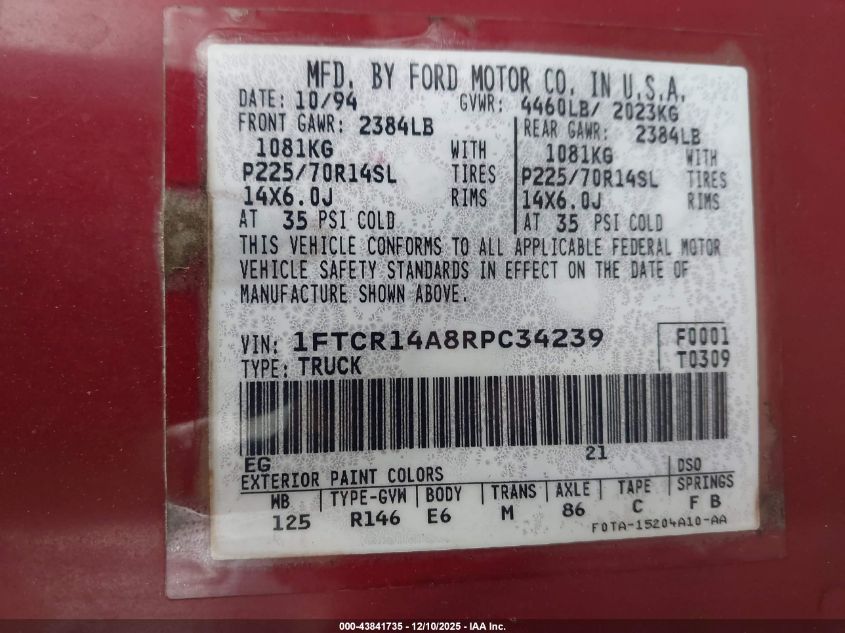 MFD. BY FORD MOTOR CO. IN U.S.A.
DATE: 10/94 GVWR: 4460LB/ 2023KG
FRONT GAWR: 2384LB REAR GAWR: 2384LB
1081KG WITH 1081KG WITH
P225/70R14SL TIRES P225/70R14SL TIRES
14X6.0J RIMS 14X6.0J RIMS
AT 35 PSI COLD AT 35 PSI COLD
THIS VEHICLE CONFORMS TO ALL APPLICABLE FEDERAL MOTOR
VEHICLE SAFETY STANDARDS IN EFFECT ON THE DATE OF
MANUFACTURE SHOWN ABOVE.
VIN: 1FTCR14A8RPC34239 F0001
TYPE: TRUCK T0309
EG 21
EXTERIOR PAINT COLORS DSO
WB TYPE-GVW BODY TRANS AXLE TAPE SPRINGS
125 R146 E6 M 86 C F B
F0TA-15204A10-AA
000-43841735 - 12/10/2025 - IAA Inc.